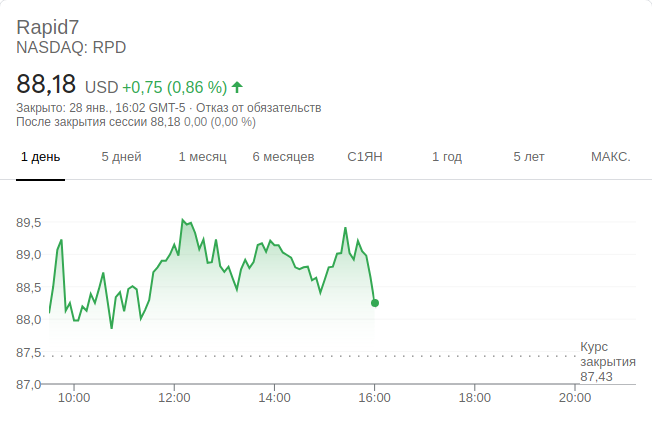 Rapid7
NASDAQ: RPD
88,18 USD +0,75 (0,86 %)
Закрыто: 28 янв., 16:02 GMT-5 · Отказ от обязательств
После закрытия сессии 88,18 0,00 (0,00 %)
1 день 5 дней 1 месяц 6 месяцев С1ЯН 1 год 5 лет МАКС.
89,5
89,0
88,5
88,0
87,5
87,0
Курс
закрытия
87,43
10:00 12:00 14:00 16:00 18:00 20:00